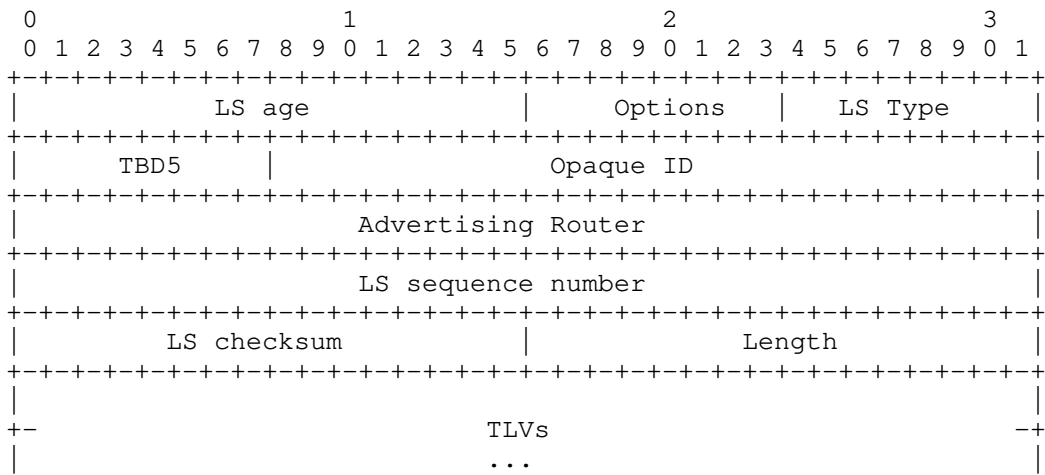 0                   1                   2                   3
0 1 2 3 4 5 6 7 8 9 0 1 2 3 4 5 6 7 8 9 0 1 2 3 4 5 6 7 8 9 0 1
+-+-+-+-+-+-+-+-+-+-+-+-+-+-+-+-+-+-+-+-+-+-+-+-+-+-+-+-+-+-+-+-+
|            LS age             |    Options    |    LS Type    |
+-+-+-+-+-+-+-+-+-+-+-+-+-+-+-+-+-+-+-+-+-+-+-+-+-+-+-+-+-+-+-+-+
|     TBD5      |                 Opaque ID                     |
+-+-+-+-+-+-+-+-+-+-+-+-+-+-+-+-+-+-+-+-+-+-+-+-+-+-+-+-+-+-+-+-+
|                     Advertising Router                        |
+-+-+-+-+-+-+-+-+-+-+-+-+-+-+-+-+-+-+-+-+-+-+-+-+-+-+-+-+-+-+-+-+
|                     LS sequence number                        |
+-+-+-+-+-+-+-+-+-+-+-+-+-+-+-+-+-+-+-+-+-+-+-+-+-+-+-+-+-+-+-+-+
|         LS checksum           |             Length            |
+-+-+-+-+-+-+-+-+-+-+-+-+-+-+-+-+-+-+-+-+-+-+-+-+-+-+-+-+-+-+-+-+
|                                                               |
+-                            TLVs                             -+
|                             ...                               |